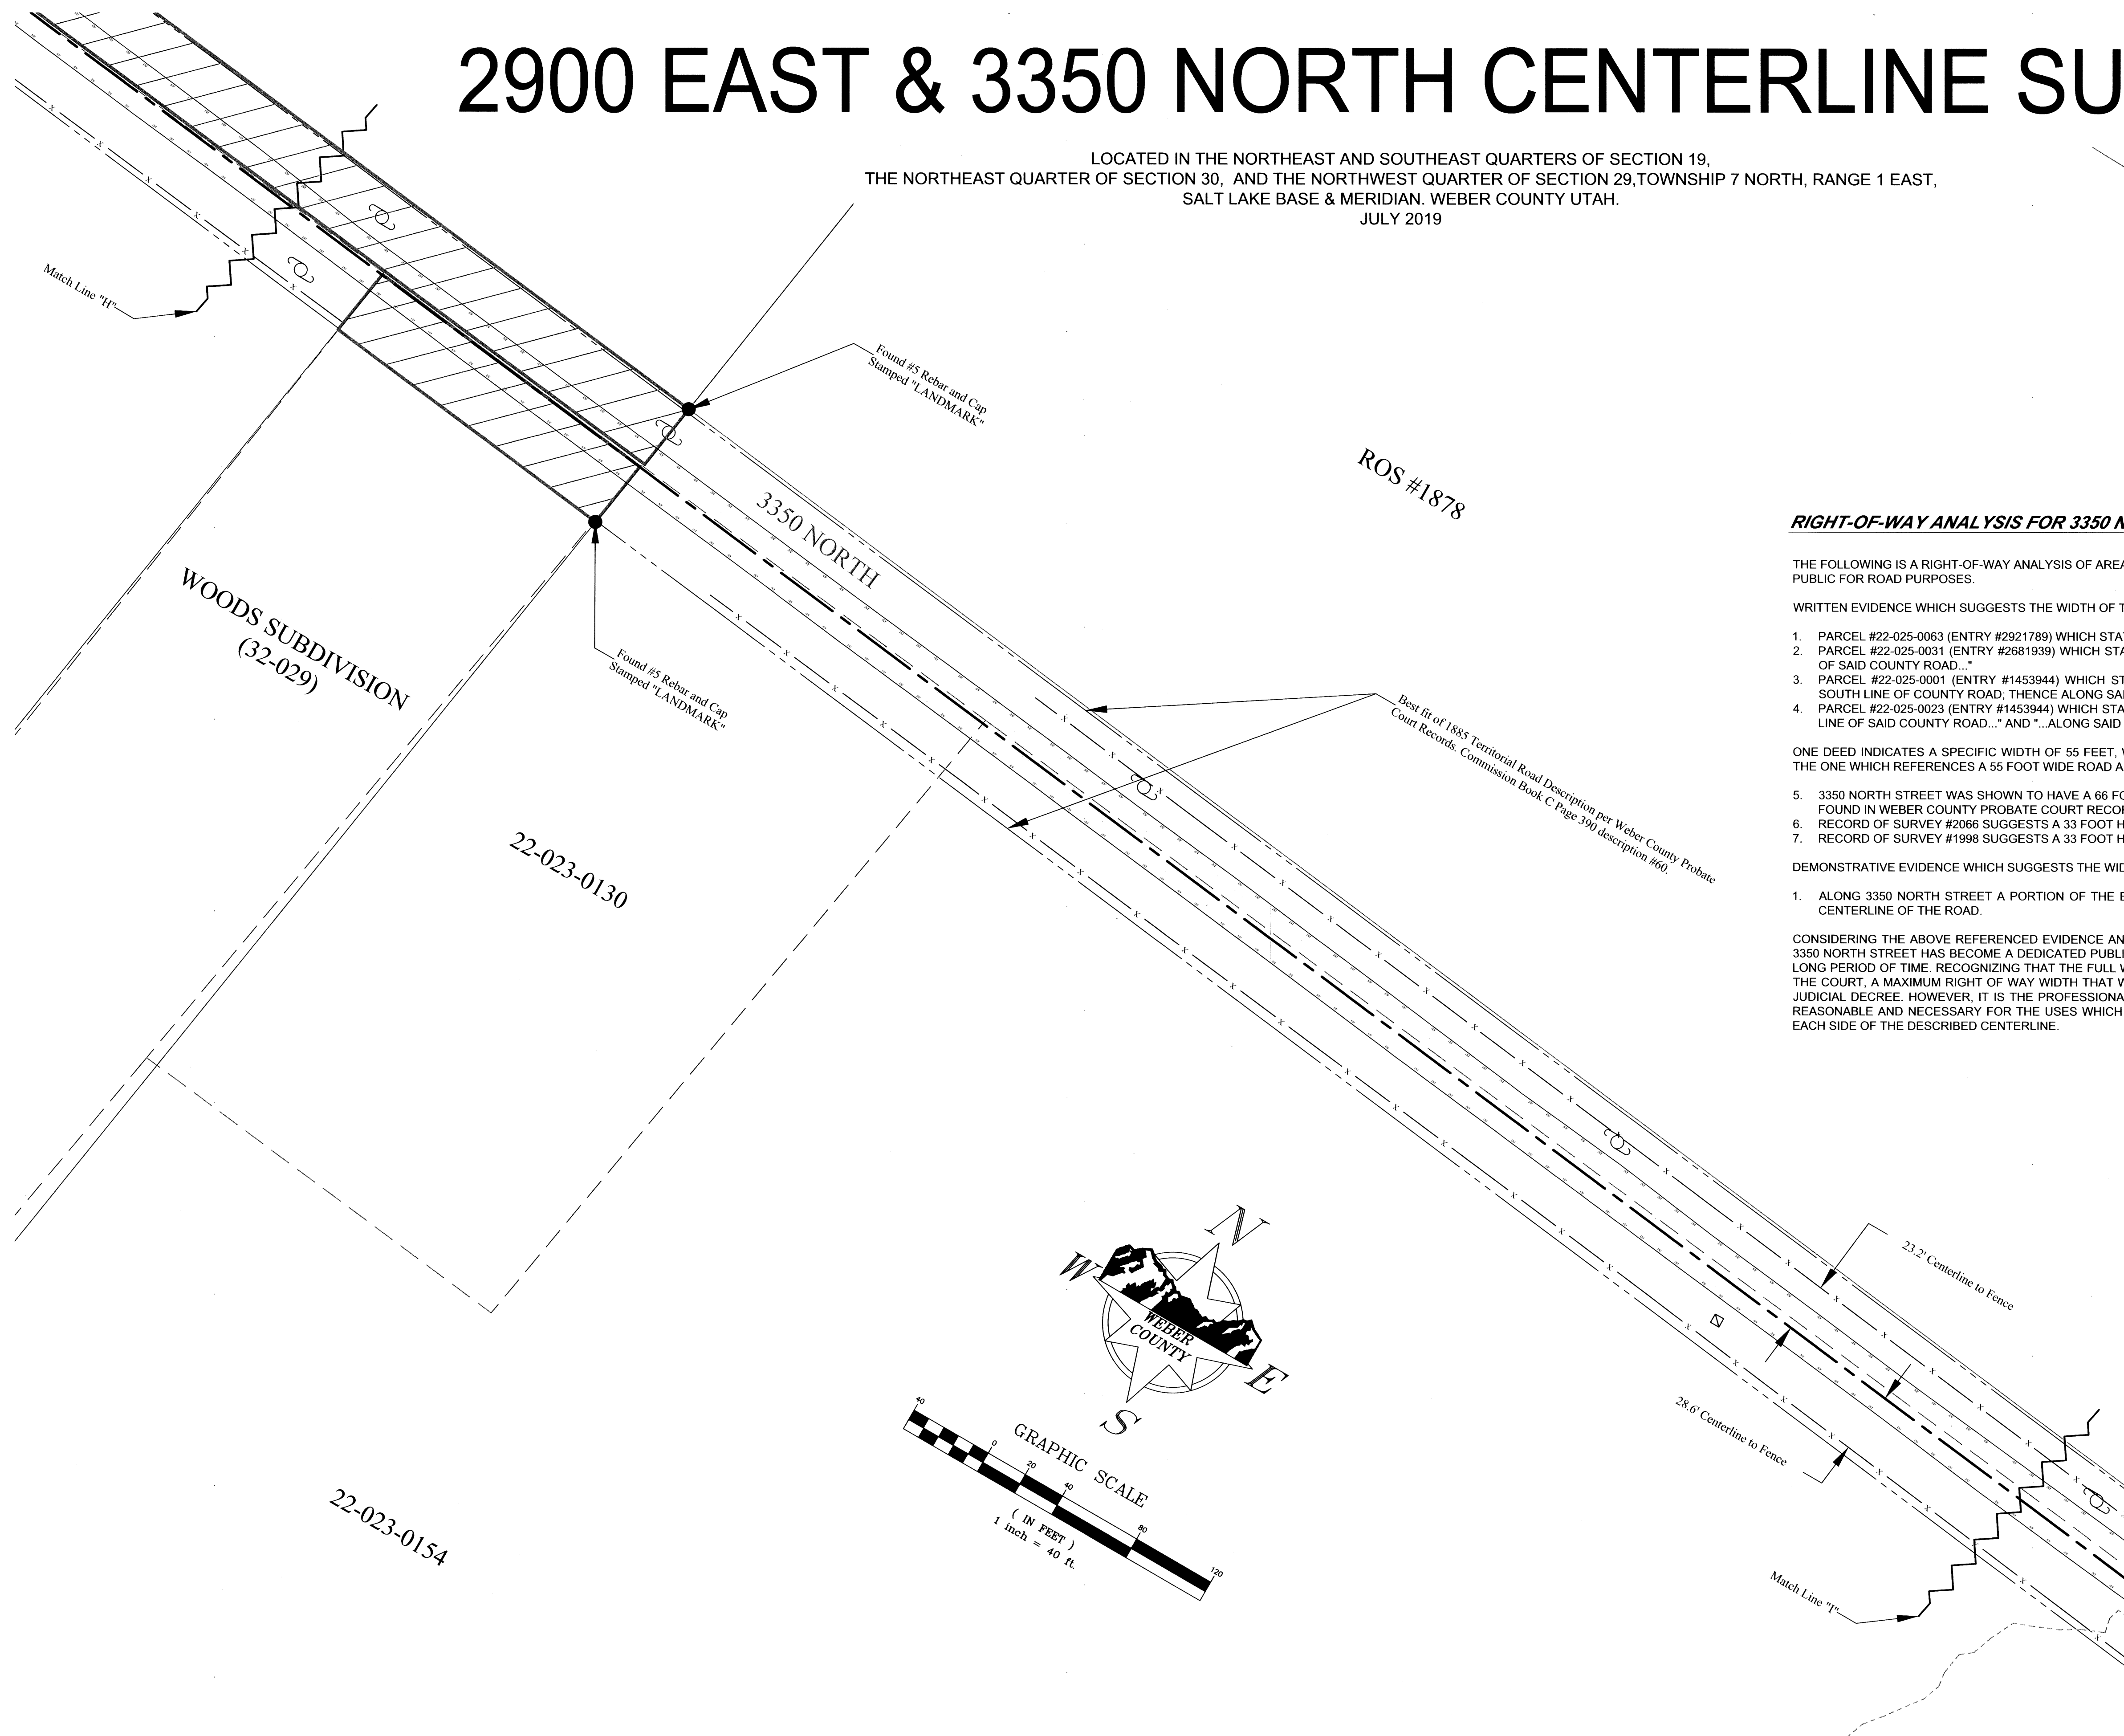 2900 EAST & 3350 NORTH CENTERLINE SU
LOCATED IN THE NORTHEAST AND SOUTHEAST QUARTERS OF SECTION 19,
THE NORTHEAST QUARTER OF SECTION 30, AND THE NORTHWEST QUARTER OF SECTION 29,TOWNSHIP 7 NORTH, RANGE 1 EAST,
SALT LAKE BASE & MERIDIAN. WEBER COUNTY UTAH.
JULY 2019
Match Line "H"
Found #5 Rebar and Cap
Stamped "LANDMARK"
ROS #1878
3350 NORTH
WOODS SUBDIVISION
(32-029)
Found #5 Rebar and Cap
Stamped "LANDMARK"
Best fit of 1885 Territorial Road Description per Weber County Probate
Court Records. Commission Book C Page 390 description #60.
22-023-0130
RIGHT-OF-WAY ANALYSIS FOR 3350 N
THE FOLLOWING IS A RIGHT-OF-WAY ANALYSIS OF AREA
PUBLIC FOR ROAD PURPOSES.
WRITTEN EVIDENCE WHICH SUGGESTS THE WIDTH OF T
1. PARCEL #22-025-0063 (ENTRY #2921789) WHICH STA
2. PARCEL #22-025-0031 (ENTRY #2681939) WHICH STA
OF SAID COUNTY ROAD..."
3. PARCEL #22-025-0001 (ENTRY #1453944) WHICH ST
SOUTH LINE OF COUNTY ROAD; THENCE ALONG SAI
4. PARCEL #22-025-0023 (ENTRY #1453944) WHICH STA
LINE OF SAID COUNTY ROAD..." AND "...ALONG SAID
ONE DEED INDICATES A SPECIFIC WIDTH OF 55 FEET, W
THE ONE WHICH REFERENCES A 55 FOOT WIDE ROAD A
5. 3350 NORTH STREET WAS SHOWN TO HAVE A 66 FO
FOUND IN WEBER COUNTY PROBATE COURT RECOR
6. RECORD OF SURVEY #2066 SUGGESTS A 33 FOOT H
7. RECORD OF SURVEY #1998 SUGGESTS A 33 FOOT H
DEMONSTRATIVE EVIDENCE WHICH SUGGESTS THE WID
1. ALONG 3350 NORTH STREET A PORTION OF THE E
CENTERLINE OF THE ROAD.
CONSIDERING THE ABOVE REFERENCED EVIDENCE AN
3350 NORTH STREET HAS BECOME A DEDICATED PUBLI
LONG PERIOD OF TIME. RECOGNIZING THAT THE FULL W
THE COURT, A MAXIMUM RIGHT OF WAY WIDTH THAT W
JUDICIAL DECREE. HOWEVER, IT IS THE PROFESSIONA
REASONABLE AND NECESSARY FOR THE USES WHICH
EACH SIDE OF THE DESCRIBED CENTERLINE.
23.2' Centerline to Fence
28.6' Centerline to Fence
N
W
E
S
WEBER
COUNTY
GRAPHIC SCALE
40
0
20
40
80
120
( IN FEET )
1 inch = 40 ft.
22-023-0154
Match Line "I"